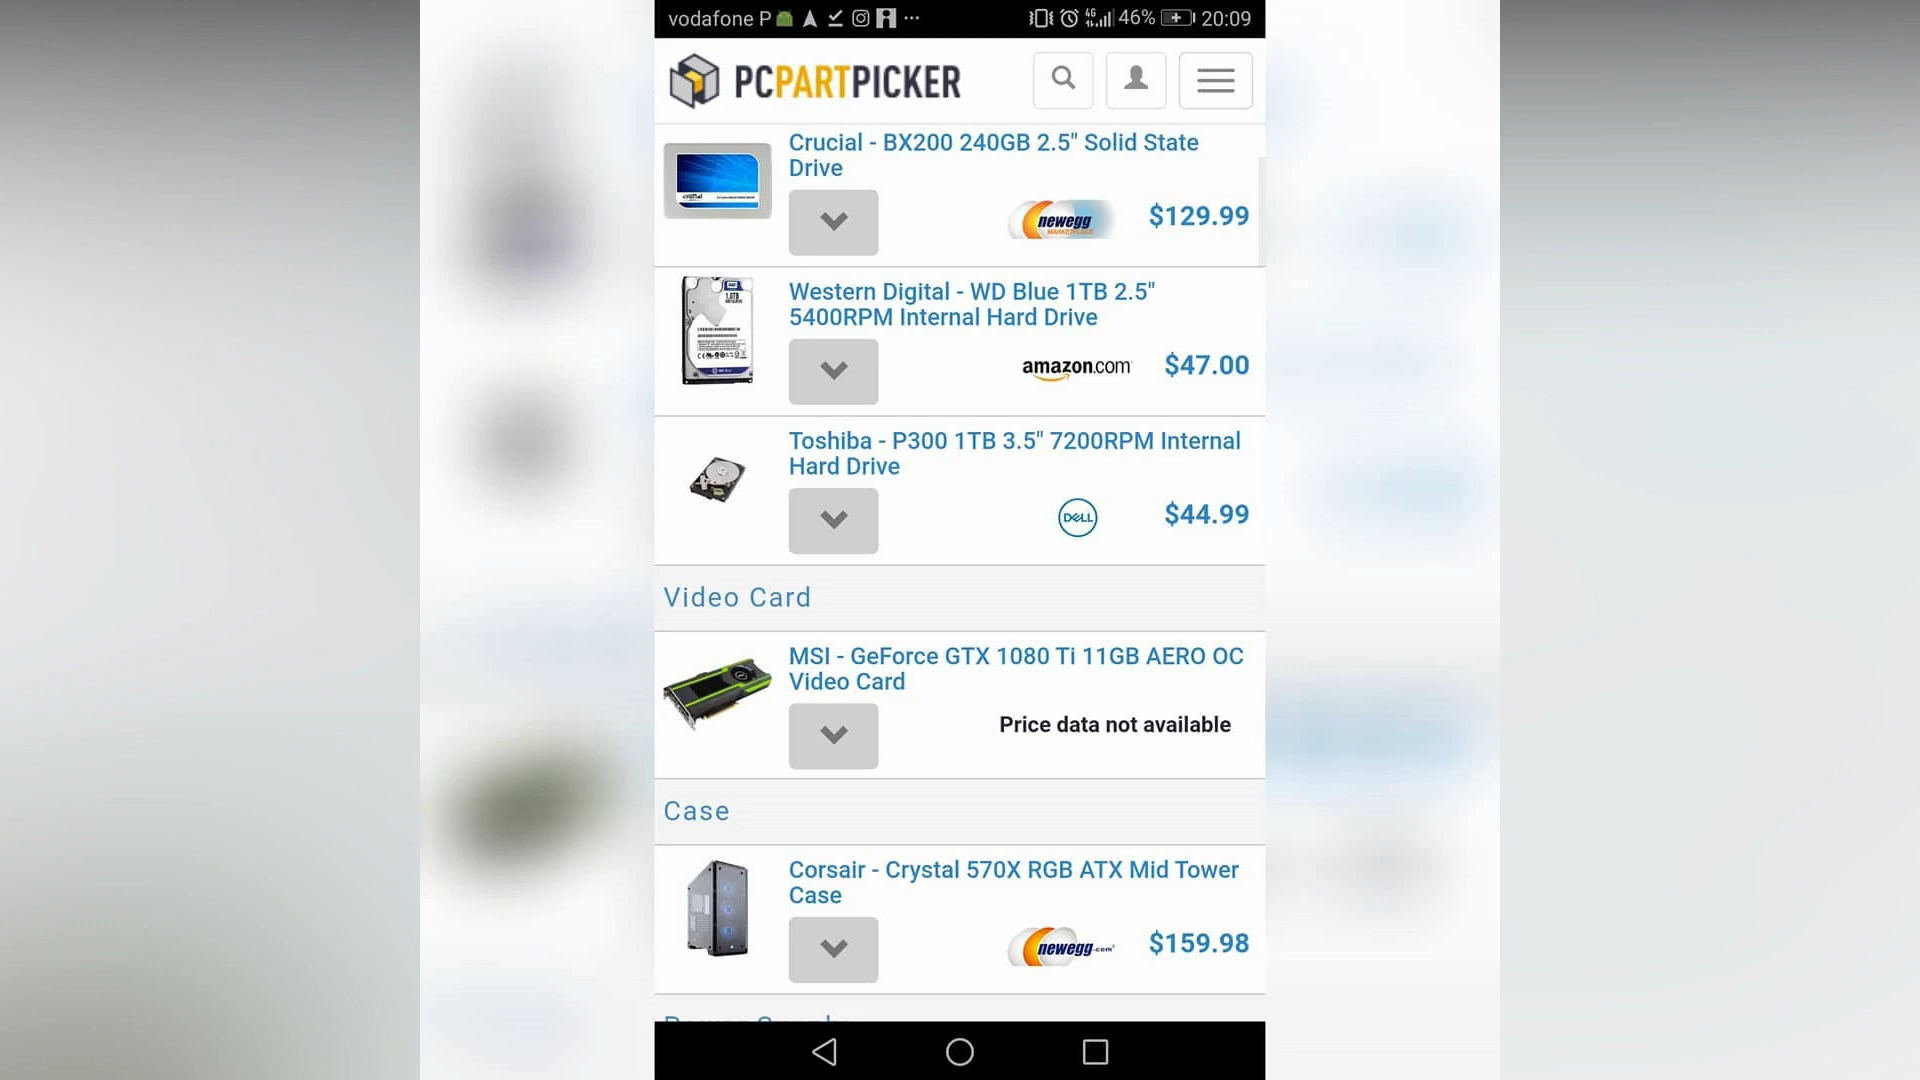 vodafone P
46%
20:09
PCPARTPICKER
Crucial - BX200 240GB 2.5" Solid State
Drive
newegg
MARKETPLACE
$129.99
Western Digital - WD Blue 1TB 2.5"
5400RPM Internal Hard Drive
amazon.com
$47.00
Toshiba - P300 1TB 3.5" 7200RPM Internal
Hard Drive
DELL
$44.99
Video Card
MSI - GeForce GTX 1080 Ti 11GB AERO OC
Video Card
Price data not available
Case
Corsair - Crystal 570X RGB ATX Mid Tower
Case
newegg.com
$159.98